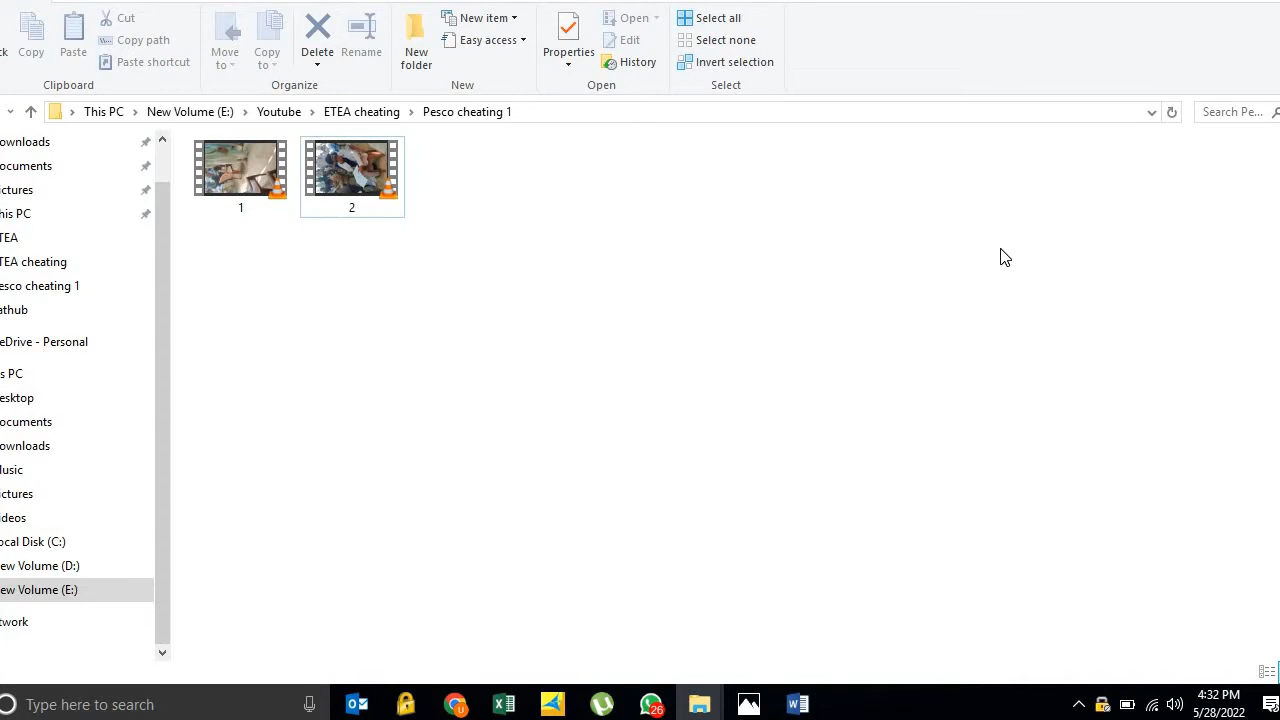 Cut
Copy path
Paste shortcut
Copy
Paste
Clipboard
Move to
Copy to
Delete
Rename
Organize
New folder
New item
Easy access
New
Properties
Open
Edit
History
Open
Select all
Select none
Invert selection
Select
This PC > New Volume (E:) > Youtube > ETEA cheating > Pesco cheating 1
Search Pe...
ownloads
ocuments
ictures
his PC
TEA
TEA cheating
esco cheating 1
athub
eDrive - Personal
s PC
esktop
ocuments
ownloads
usic
ictures
ideos
ocal Disk (C:)
ew Volume (D:)
ew Volume (E:)
twork
1
2
Type here to search
26
4:32 PM
5/28/2022